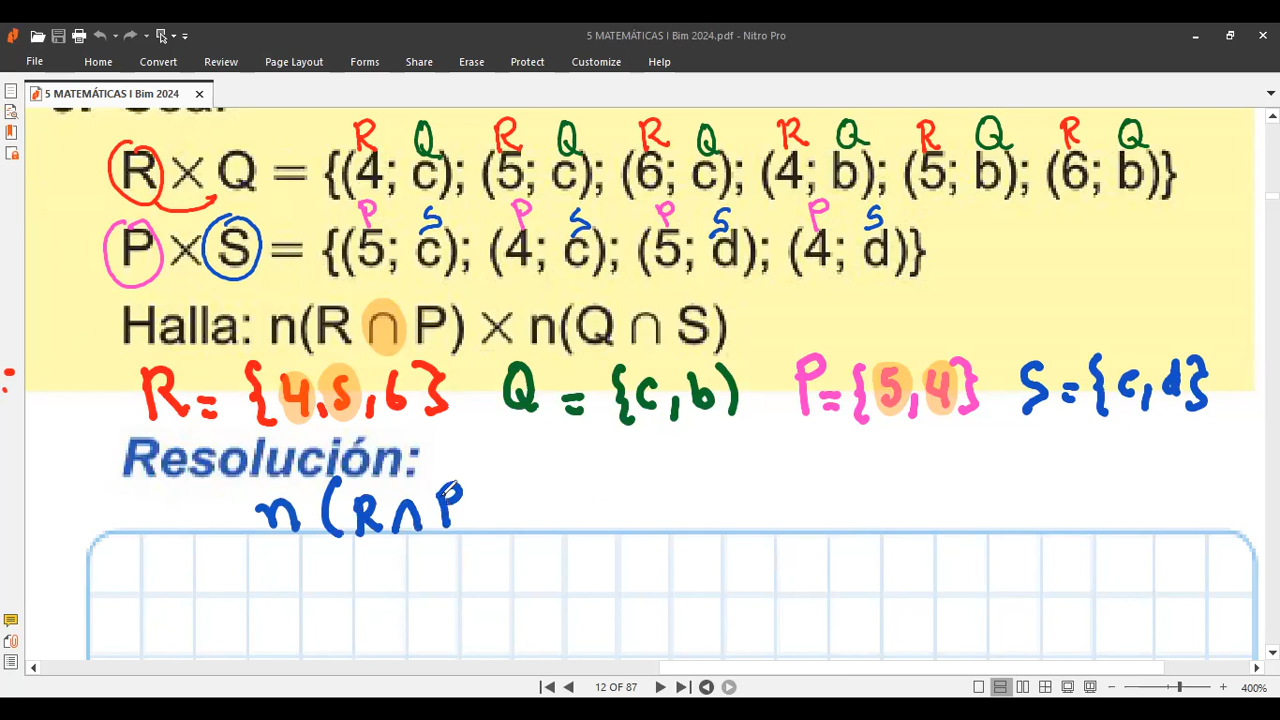 5 MATEMÁTICAS I Bim 2024.pdf - Nitro Pro
File Home Convert Review Page Layout Forms Share Erase Protect Customize Help
5 MATEMÁTICAS I Bim 2024
R Q R Q R Q R Q R Q R Q
R × Q = {(4; c); (5; c); (6; c); (4; b); (5; b); (6; b)}
P S P S P S P S
P × S = {(5; c); (4; c); (5; d); (4; d)}
Halla: n(R ∩ P) × n(Q ∩ S)
R = {4,5,6} Q = {c,b) P={5,4} S={c,d}
Resolución:
n (R∩P
12 OF 87
400%